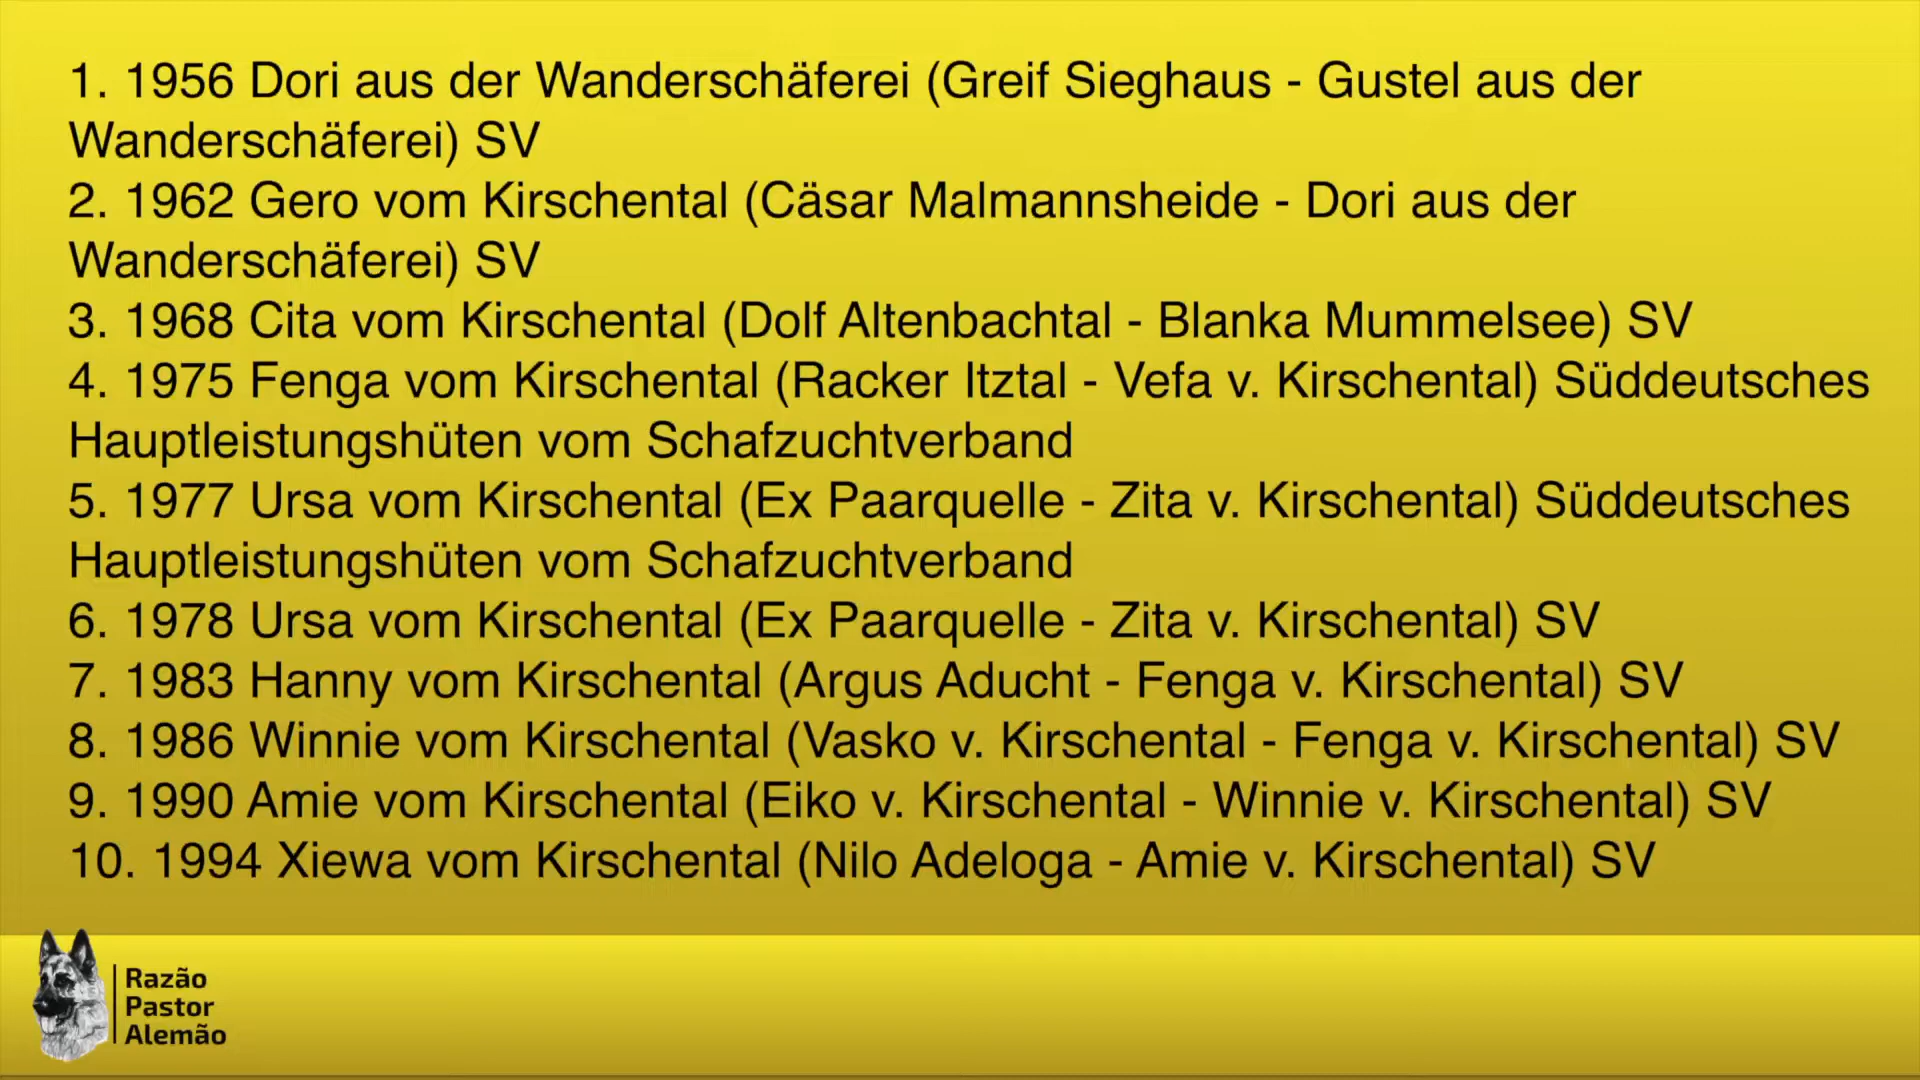 1. 1956 Dori aus der Wanderschäferei (Greif Sieghaus - Gustel aus der
Wanderschäferei) SV
2. 1962 Gero vom Kirschental (Cäsar Malmannsheide - Dori aus der
Wanderschäferei) SV
3. 1968 Cita vom Kirschental (Dolf Altenbachtal - Blanka Mummelsee) SV
4. 1975 Fenga vom Kirschental (Racker Itztal - Vefa v. Kirschental) Süddeutsches
Hauptleistungshüten vom Schafzuchtverband
5. 1977 Ursa vom Kirschental (Ex Paarquelle - Zita v. Kirschental) Süddeutsches
Hauptleistungshüten vom Schafzuchtverband
6. 1978 Ursa vom Kirschental (Ex Paarquelle - Zita v. Kirschental) SV
7. 1983 Hanny vom Kirschental (Argus Aducht - Fenga v. Kirschental) SV
8. 1986 Winnie vom Kirschental (Vasko v. Kirschental - Fenga v. Kirschental) SV
9. 1990 Amie vom Kirschental (Eiko v. Kirschental - Winnie v. Kirschental) SV
10. 1994 Xiewa vom Kirschental (Nilo Adeloga - Amie v. Kirschental) SV
Razão
Pastor
Alemão